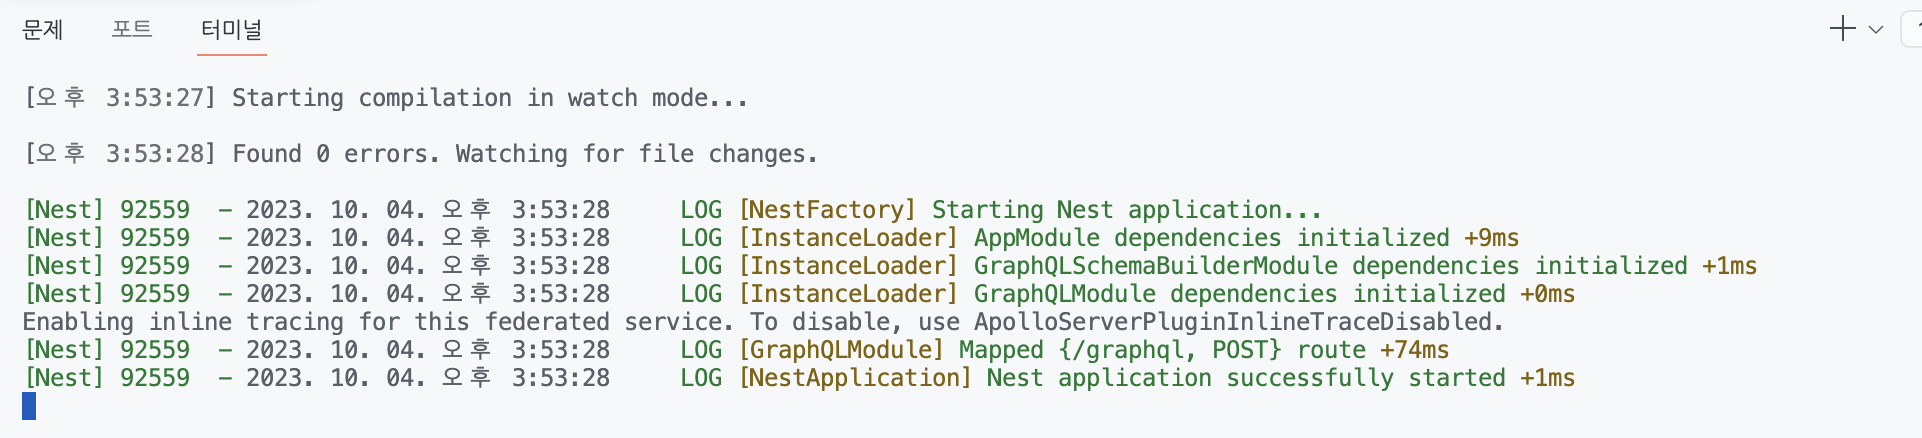 문제 포트 터미널
[오후 3:53:27] Starting compilation in watch mode...
[오후 3:53:28] Found 0 errors. Watching for file changes.
[Nest] 92559 - 2023. 10. 04. 오후 3:53:28 LOG [NestFactory] Starting Nest application...
[Nest] 92559 - 2023. 10. 04. 오후 3:53:28 LOG [InstanceLoader] AppModule dependencies initialized +9ms
[Nest] 92559 - 2023. 10. 04. 오후 3:53:28 LOG [InstanceLoader] GraphQLSchemaBuilderModule dependencies initialized +1ms
[Nest] 92559 - 2023. 10. 04. 오후 3:53:28 LOG [InstanceLoader] GraphQLModule dependencies initialized +0ms
Enabling inline tracing for this federated service. To disable, use ApolloServerPluginInlineTraceDisabled.
[Nest] 92559 - 2023. 10. 04. 오후 3:53:28 LOG [GraphQLModule] Mapped {/graphql, POST} route +74ms
[Nest] 92559 - 2023. 10. 04. 오후 3:53:28 LOG [NestApplication] Nest application successfully started +1ms